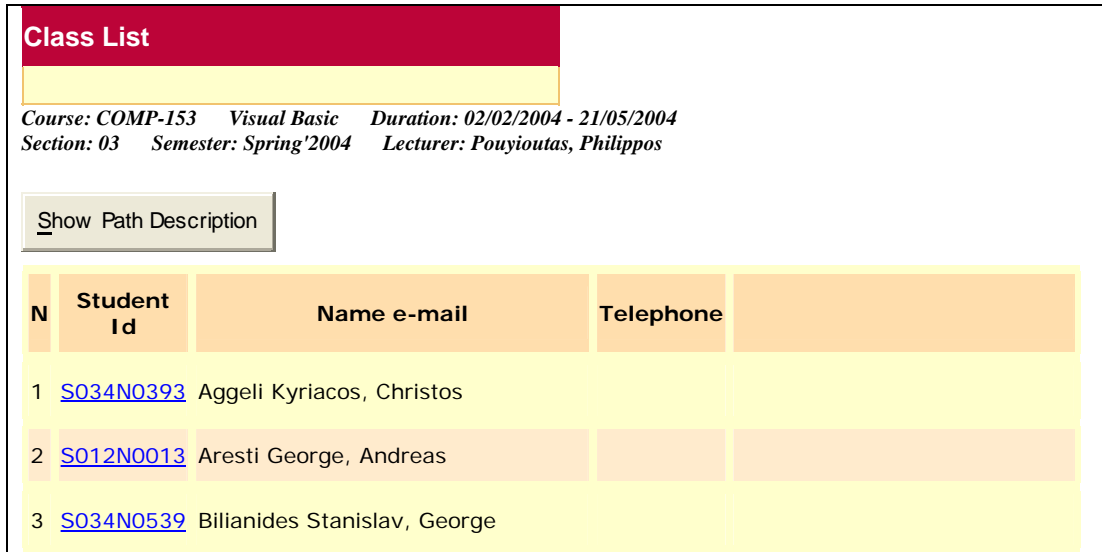 Class List
Course: COMP-153 Visual Basic Duration: 02/02/2004 - 21/05/2004
Section: 03 Semester: Spring'2004 Lecturer: Pouyioutas, Philippos
Show Path Description
N Student Id Name e-mail Telephone
1 S034N0393 Aggeli Kyriacos, Christos
2 S012N0013 Aresti George, Andreas
3 S034N0539 Bilianides Stanislav, George